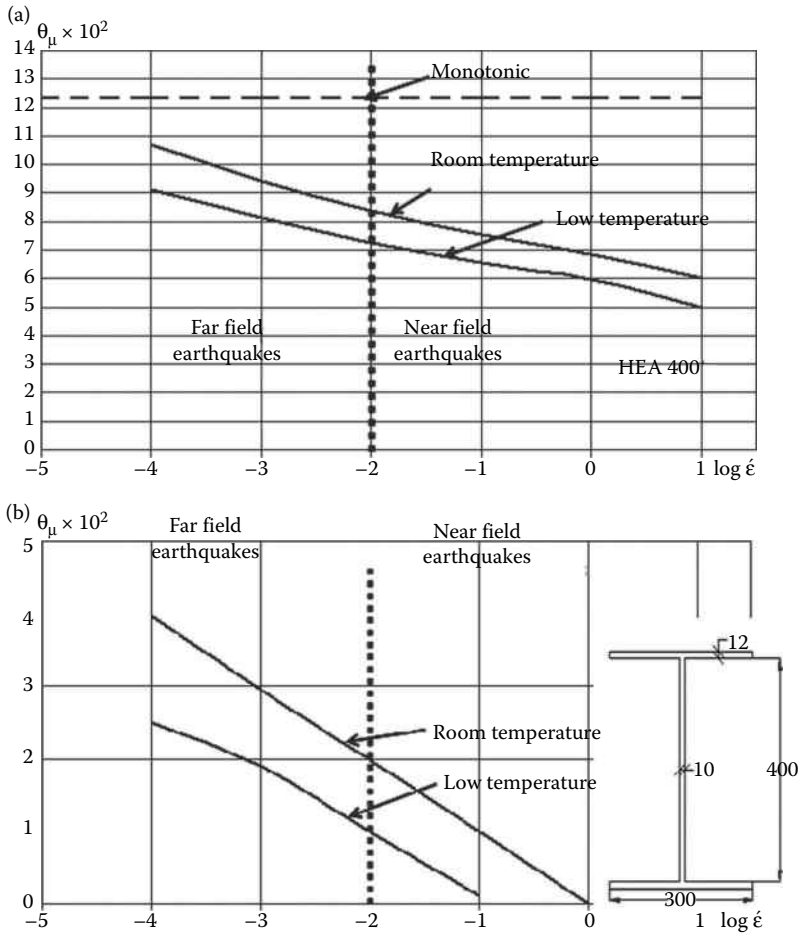 (a)
θμ × 10²
14
13
12
11
10
9
8
7
6
5
4
3
2
1
0
Monotonic
Room temperature
Low temperature
Far field
earthquakes
Near field
earthquakes
HEA 400
−5
−4
−3
−2
−1
0
1
log ἐ
(b)
θμ × 10²
5
4
3
2
1
0
Far field
earthquakes
Near field
earthquakes
Room temperature
Low temperature
12
10
400
300
−5
−4
−3
−2
−1
0
1
log ἐ